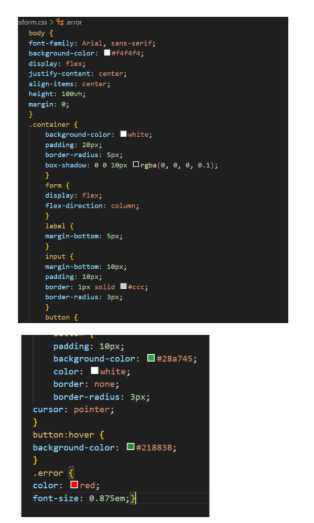 sform.css > .error
body {
font-family: Arial, sans-serif;
background-color: #f4f4f4;
display: flex;
justify-content: center;
align-items: center;
height: 100vh;
margin: 0;
}
.container {
background-color: white;
padding: 20px;
border-radius: 5px;
box-shadow: 0 0 10px rgba(0, 0, 0, 0.1);
}
form {
display: flex;
flex-direction: column;
}
label {
margin-bottom: 5px;
}
input {
margin-bottom: 10px;
padding: 10px;
border: 1px solid #ccc;
border-radius: 3px;
}
button {
button {
padding: 10px;
background-color: #28a745;
color: white;
border: none;
border-radius: 3px;
cursor: pointer;
}
button:hover {
background-color: #218838;
}
.error {
color: red;
font-size: 0.875em;}